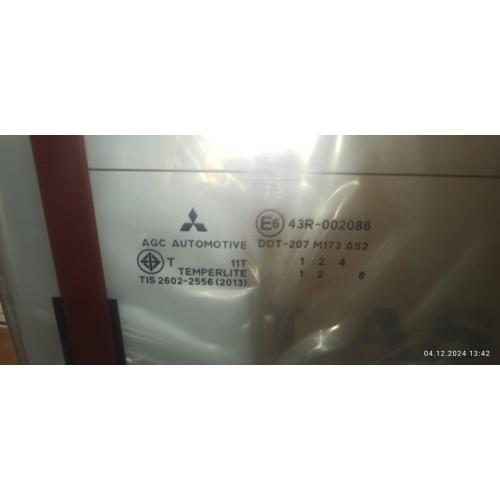 E6 43R-002086
AGC AUTOMOTIVE DOT-207 M173 AS2
T 11T 1 2 4
TEMPERLITE 1 2 8
TIS 2602-2556 (2013)
04.12.2024 13:42